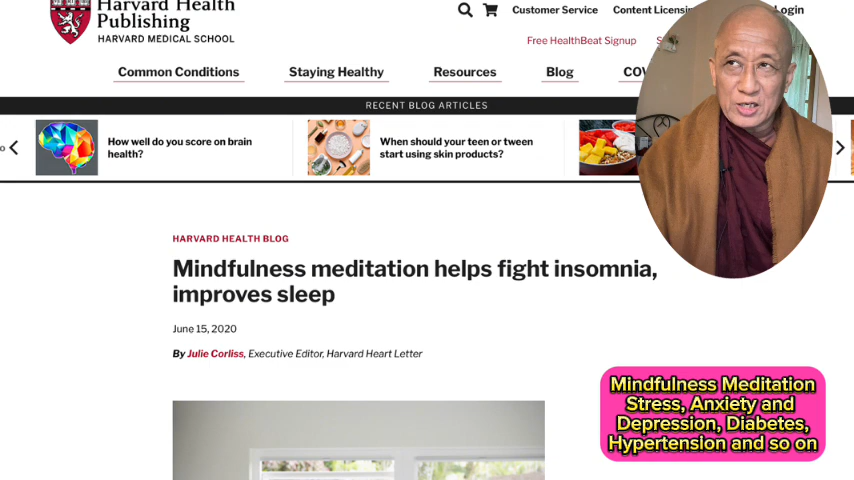 Harvard Health
Publishing
HARVARD MEDICAL SCHOOL
Customer Service
Content Licensin
Login
Free HealthBeat Signup
S
Common Conditions
Staying Healthy
Resources
Blog
COV
RECENT BLOG ARTICLES
o
How well do you score on brain
health?
When should your teen or tween
start using skin products?
HARVARD HEALTH BLOG
Mindfulness meditation helps fight insomnia,
improves sleep
June 15, 2020
By Julie Corliss, Executive Editor, Harvard Heart Letter
Mindfulness Meditation
Stress, Anxiety and
Depression, Diabetes,
Hypertension and so on